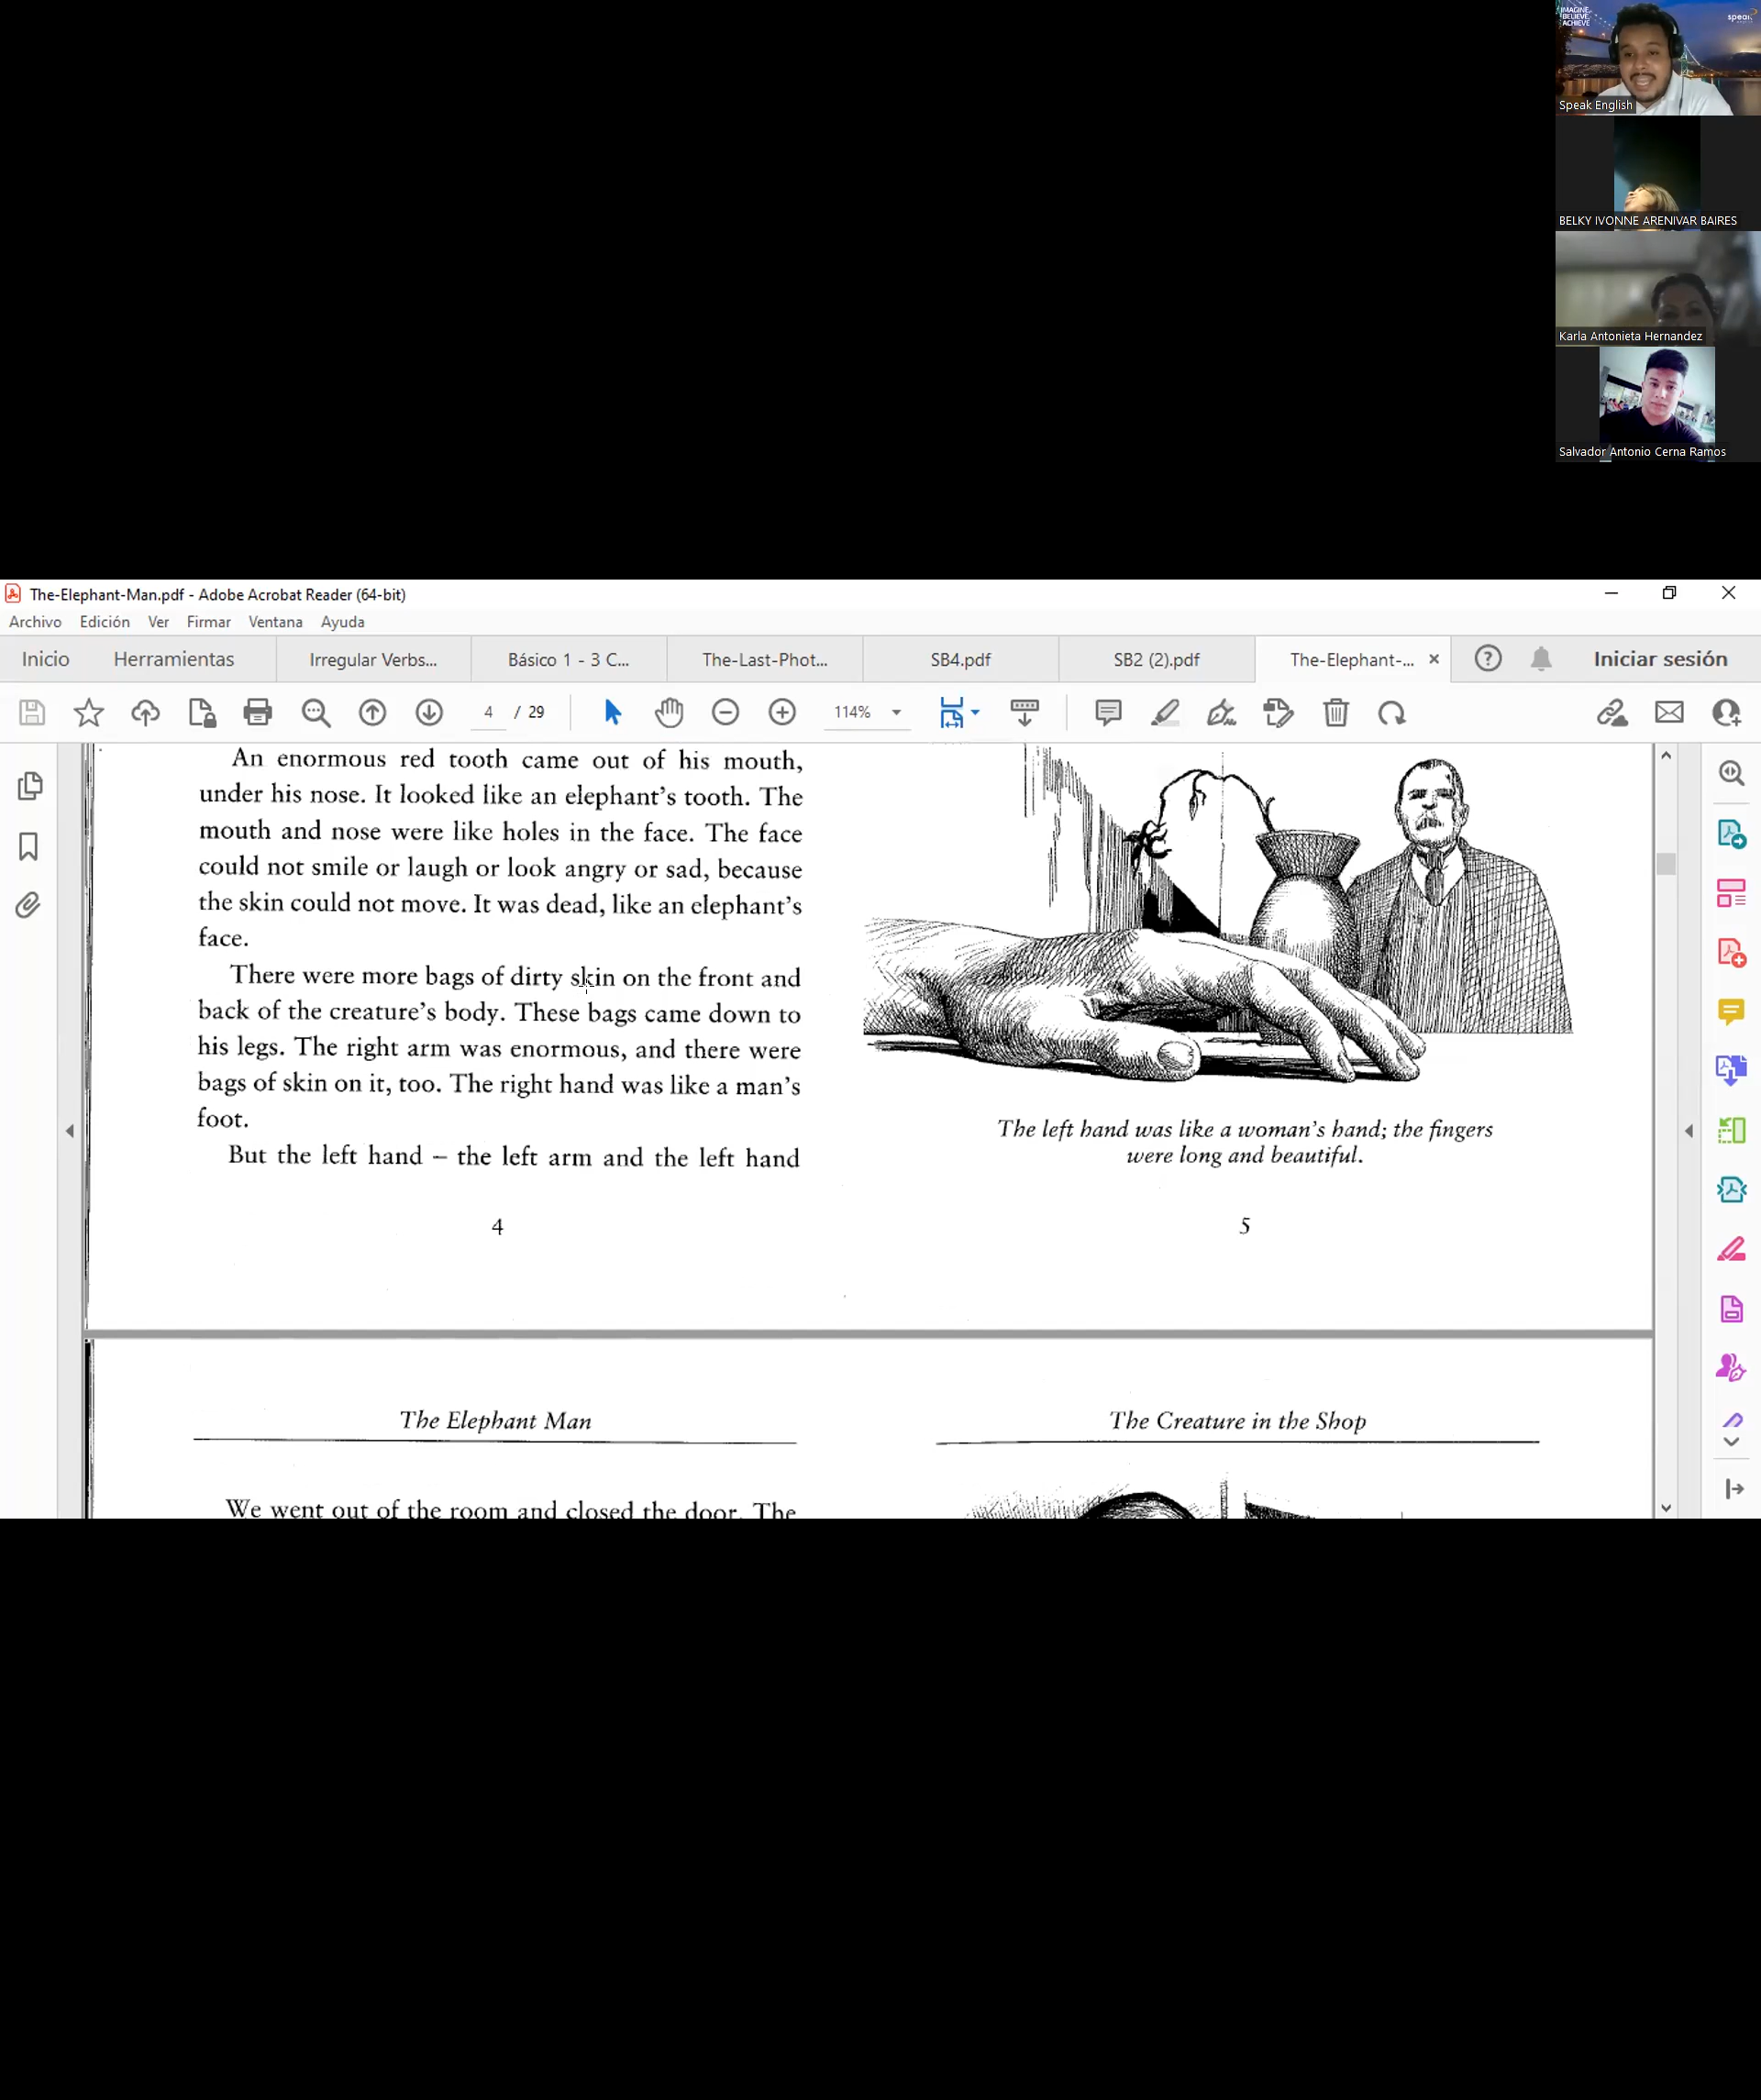 IMAGINE.
BELIEVE.
ACHIEVE
speak
Speak English
BELKY IVONNE ARENIVAR BAIRES
Karla Antonieta Hernandez
Salvador Antonio Cerna Ramos
The-Elephant-Man.pdf - Adobe Acrobat Reader (64-bit)
Archivo Edición Ver Firmar Ventana Ayuda
Inicio Herramientas Irregular Verbs... Básico 1 - 3 C... The-Last-Phot... SB4.pdf SB2 (2).pdf The-Elephant-... Iniciar sesión
4 / 29 114%
An enormous red tooth came out of his mouth,
under his nose. It looked like an elephant's tooth. The
mouth and nose were like holes in the face. The face
could not smile or laugh or look angry or sad, because
the skin could not move. It was dead, like an elephant's
face.
There were more bags of dirty skin on the front and
back of the creature's body. These bags came down to
his legs. The right arm was enormous, and there were
bags of skin on it, too. The right hand was like a man's
foot.
But the left hand – the left arm and the left hand
4
The left hand was like a woman's hand; the fingers
were long and beautiful.
5
The Elephant Man
We went out of the room and closed the door. The
The Creature in the Shop